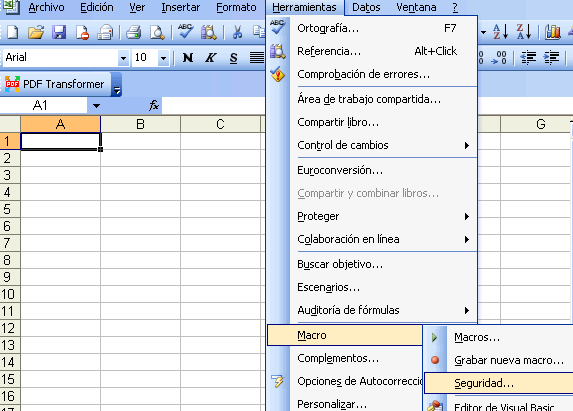 Archivo Edición Ver Insertar Formato Herramientas Datos Ventana ?
Arial 10 N K S
PDF Transformer
A1 fx
A B C G
1
2
3
4
5
6
7
8
9
10
11
12
13
14
15
16
Ortografía... F7
Referencia... Alt+Click
Comprobación de errores...
Área de trabajo compartida...
Compartir libro...
Control de cambios
Euroconversión...
Compartir y combinar libros...
Proteger
Colaboración en línea
Buscar objetivo...
Escenarios...
Auditoría de fórmulas
Macro
Complementos...
Opciones de Autocorrecció
Personalizar...
Macros...
Grabar nueva macro...
Seguridad...
Editor de Visual Basic